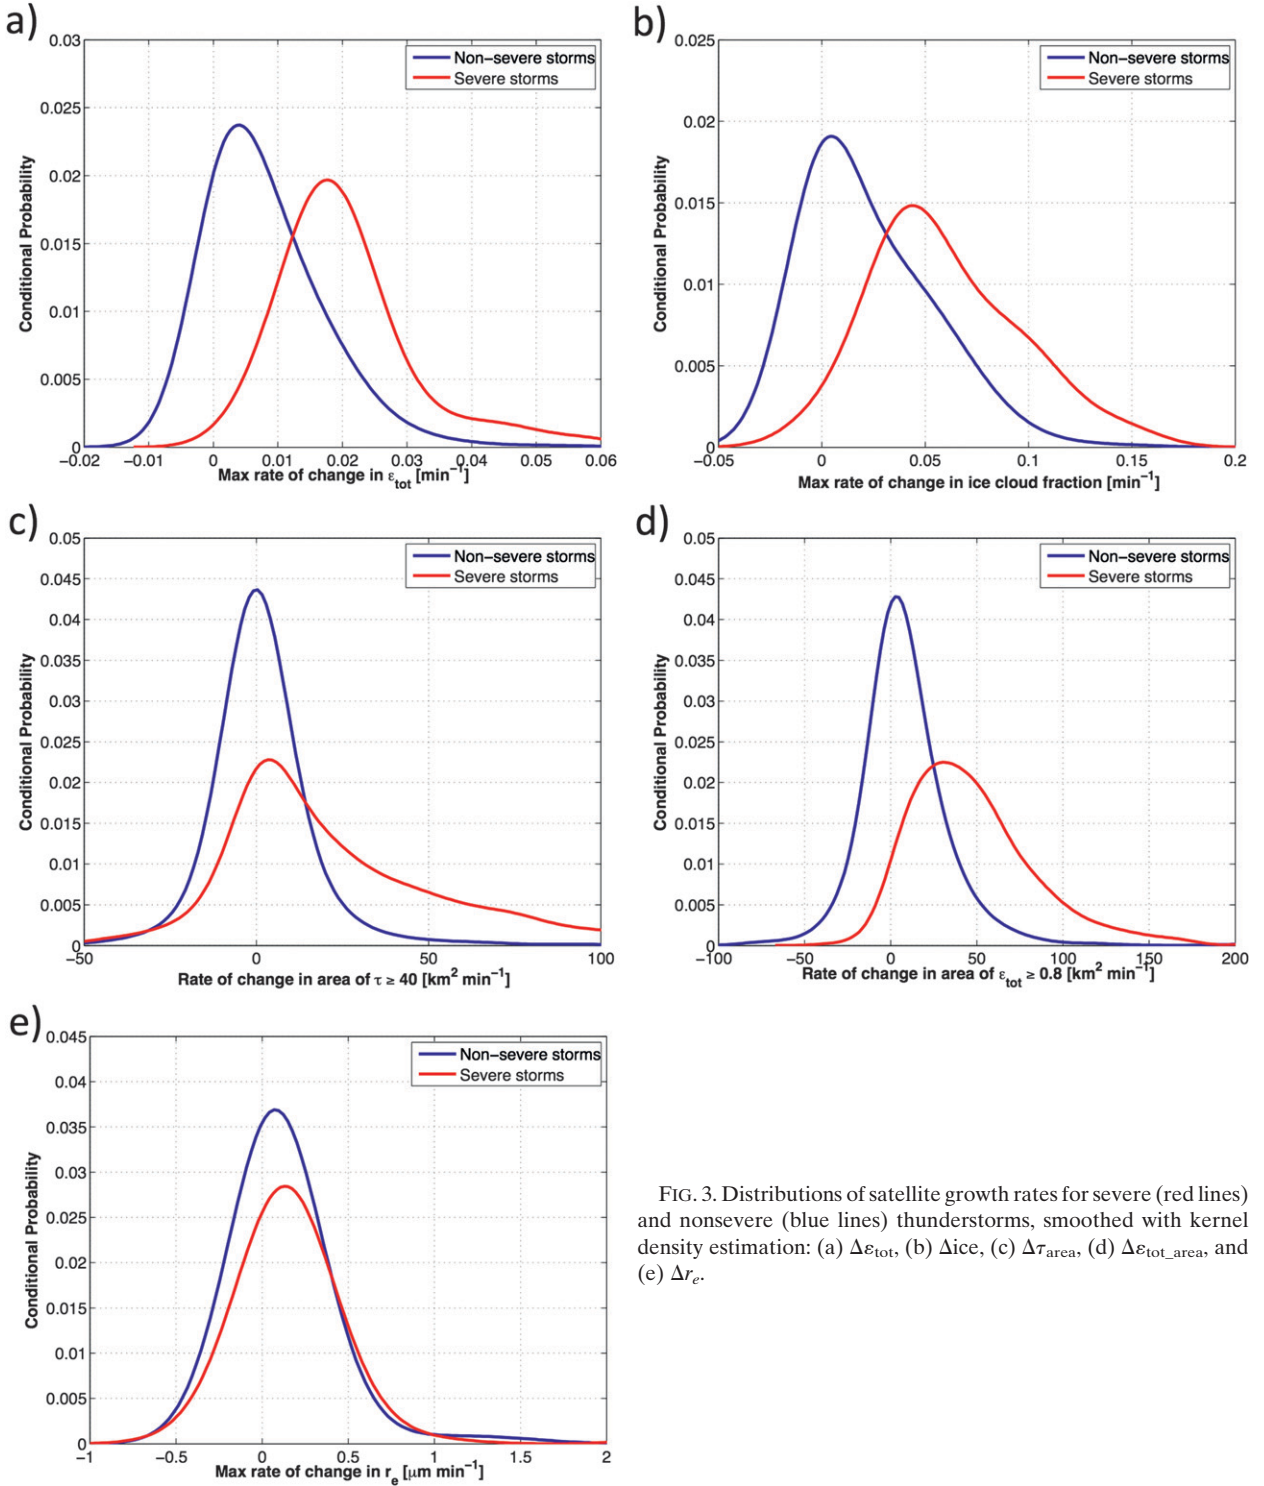 a)
0.03
0.025
0.02
0.015
0.01
0.005
0
−0.02 −0.01 0 0.01 0.02 0.03 0.04 0.05 0.06
Conditional Probability
Max rate of change in εtot [min−1]
Non−severe storms
Severe storms
b)
0.025
0.02
0.015
0.01
0.005
0
−0.05 0 0.05 0.1 0.15 0.2
Conditional Probability
Max rate of change in ice cloud fraction [min−1]
Non−severe storms
Severe storms
c)
0.05
0.045
0.04
0.035
0.03
0.025
0.02
0.015
0.01
0.005
0
−50 0 50 100
Conditional Probability
Rate of change in area of τ ≥ 40 [km2 min−1]
Non−severe storms
Severe storms
d)
0.05
0.045
0.04
0.035
0.03
0.025
0.02
0.015
0.01
0.005
0
−100 −50 0 50 100 150 200
Conditional Probability
Rate of change in area of εtot ≥ 0.8 [km2 min−1]
Non−severe storms
Severe storms
e)
0.045
0.04
0.035
0.03
0.025
0.02
0.015
0.01
0.005
0
−1 −0.5 0 0.5 1 1.5 2
Conditional Probability
Max rate of change in re [μm min−1]
Non−severe storms
Severe storms
FIG. 3. Distributions of satellite growth rates for severe (red lines)
and nonsevere (blue lines) thunderstorms, smoothed with kernel
density estimation: (a) Δεtot, (b) Δice, (c) Δτarea, (d) Δεtot_area, and
(e) Δre.